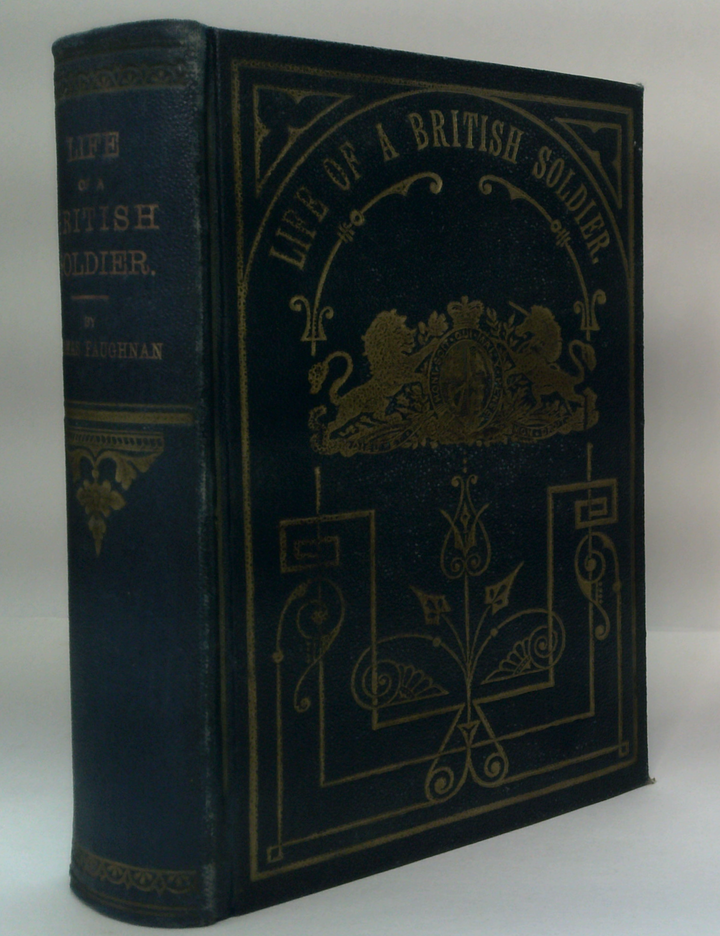 LIFE
OF A
BRITISH
SOLDIER.
BY
FAUGHNAN
LIFE OF A BRITISH SOLDIER.